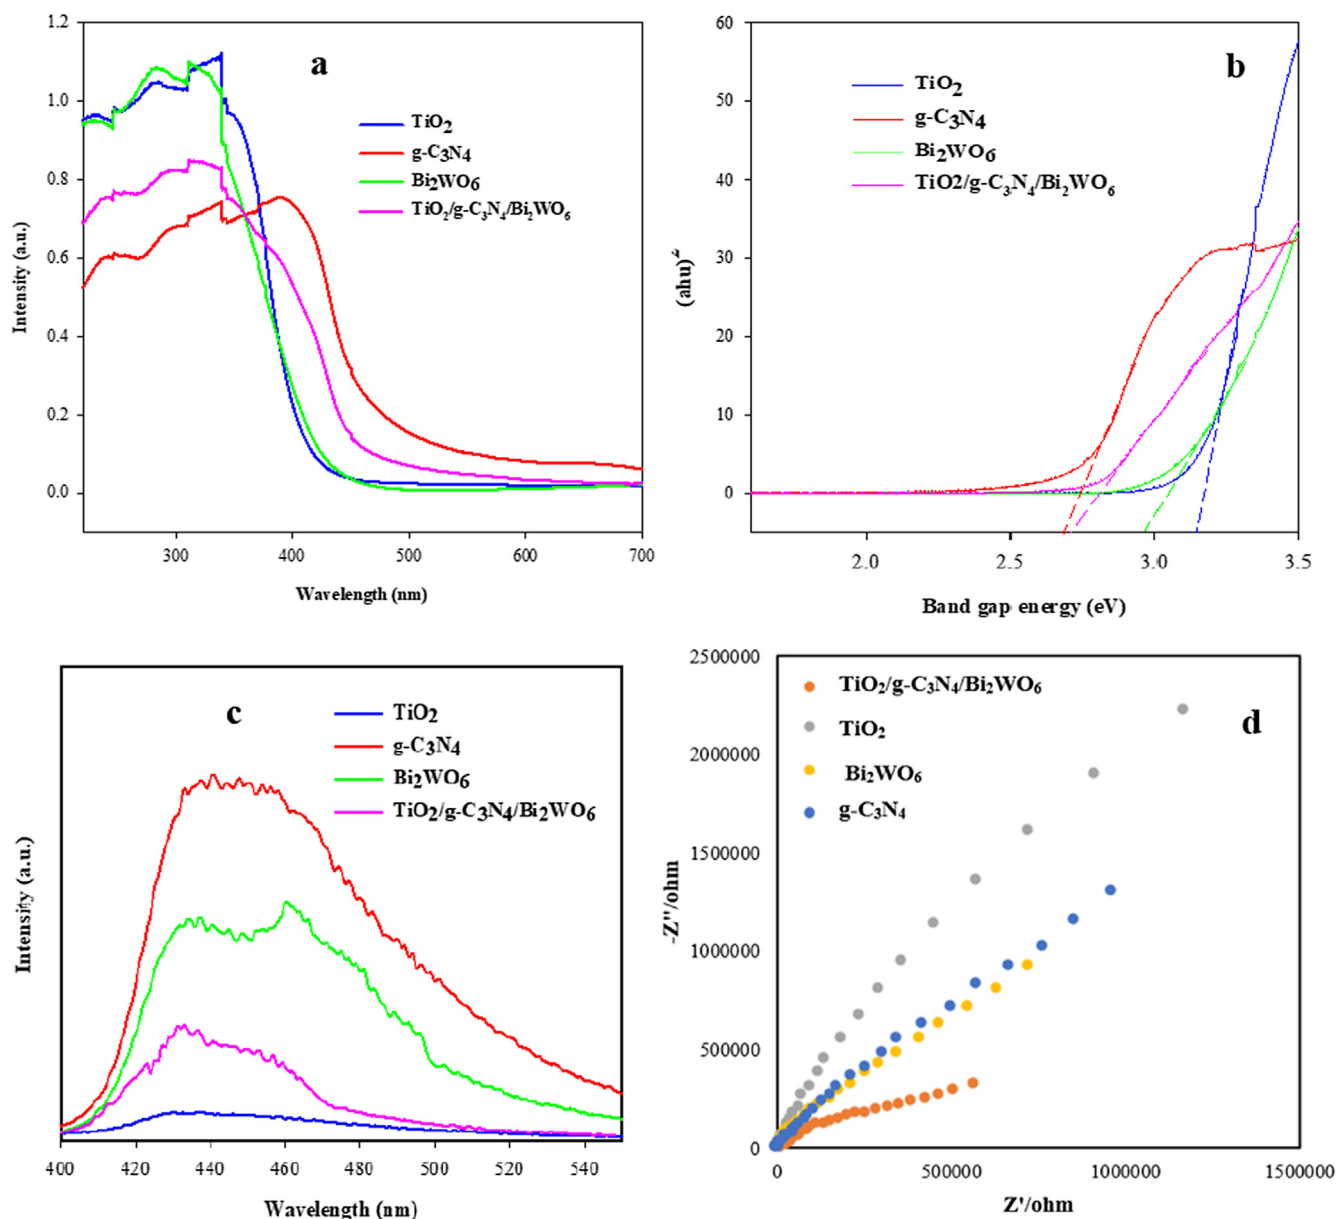 a
1.2
1.0
0.8
0.6
0.4
0.2
0.0
Intensity (a.u.)
TiO2
g-C3N4
Bi2WO6
TiO2/g-C3N4/Bi2WO6
300 400 500 600 700
Wavelength (nm)
b
60
50
40
30
20
10
0
(ahu)2
TiO2
g-C3N4
Bi2WO6
TiO2/g-C3N4/Bi2WO6
2.0 2.5 3.0 3.5
Band gap energy (eV)
c
Intensity (a.u.)
TiO2
g-C3N4
Bi2WO6
TiO2/g-C3N4/Bi2WO6
400 420 440 460 480 500 520 540
Wavelength (nm)
d
2500000
2000000
1500000
1000000
500000
0
-Z''/ohm
TiO2/g-C3N4/Bi2WO6
TiO2
Bi2WO6
g-C3N4
0 500000 1000000 1500000
Z'/ohm